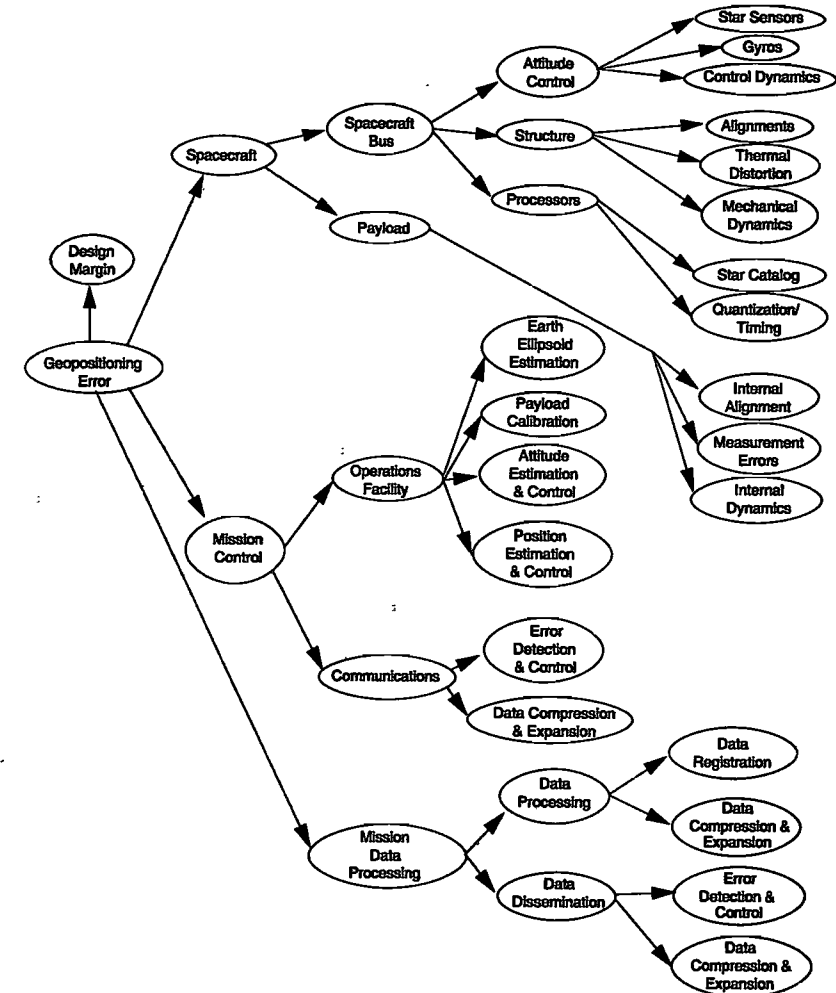 Star Sensors
Gyros
Attitude
Control
Control Dynamics
Spacecraft
Bus
Structure
Alignments
Spacecraft
Thermal
Distortion
Processors
Mechanical
Dynamics
Payload
Design
Margin
Star Catalog
Quantization/
Timing
Earth
Ellipsoid
Estimation
Geopositioning
Error
Internal
Alignment
Payload
Calibration
Measurement
Errors
Attitude
Estimation
& Control
Operations
Facility
Internal
Dynamics
Mission
Control
Position
Estimation
& Control
Error
Detection
& Control
Communications
Data Compression
& Expansion
Data
Registration
Data
Processing
Data
Compression &
Expansion
Mission
Data
Processing
Data
Dissemination
Error
Detection &
Control
Data
Compression &
Expansion